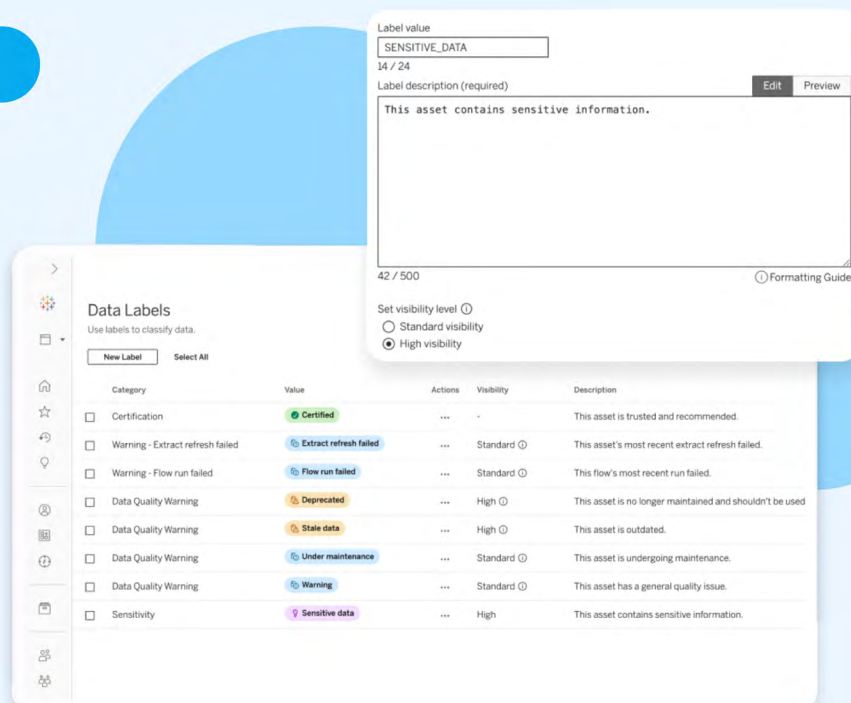 Label value
SENSITIVE_DATA
14 / 24
Label description (required)
Edit Preview
This asset contains sensitive information.
42 / 500
Formatting Guide
Set visibility level
Standard visibility
High visibility
Data Labels
Use labels to classify data.
New Label Select All
Category Value Actions Visibility Description
Certification Certified ... - This asset is trusted and recommended.
Warning - Extract refresh failed Extract refresh failed ... Standard This asset's most recent extract refresh failed.
Warning - Flow run failed Flow run failed ... Standard This flow's most recent run failed.
Data Quality Warning Deprecated ... High This asset is no longer maintained and shouldn't be used
Data Quality Warning Stale data ... High This asset is outdated.
Data Quality Warning Under maintenance ... Standard This asset is undergoing maintenance.
Data Quality Warning Warning ... Standard This asset has a general quality issue.
Sensitivity Sensitive data ... High This asset contains sensitive information.